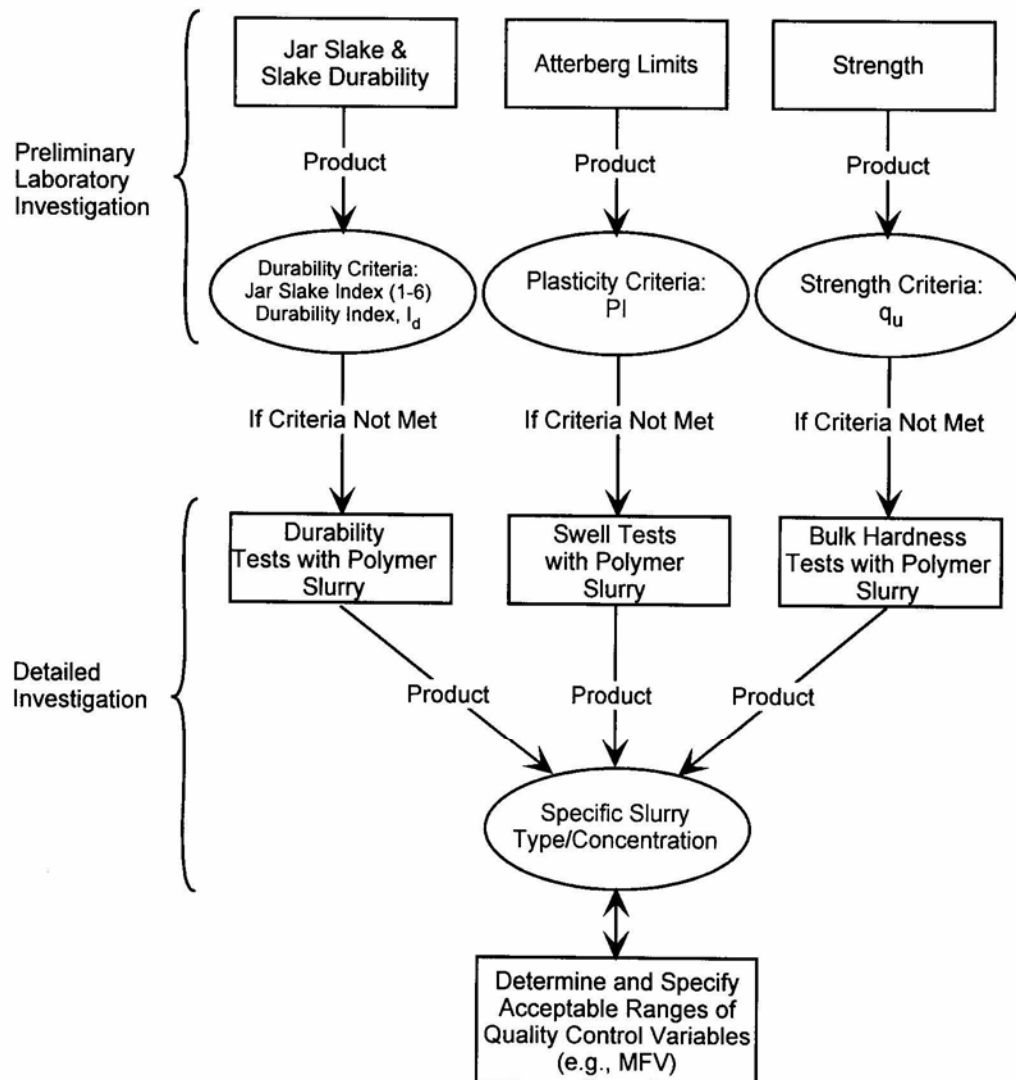 Jar Slake &
Slake Durability
Atterberg Limits
Strength
Preliminary
Laboratory
Investigation
Product
Product
Product
Durability Criteria:
Jar Slake Index (1-6)
Durability Index, I_d
Plasticity Criteria:
PI
Strength Criteria:
q_u
If Criteria Not Met
If Criteria Not Met
If Criteria Not Met
Durability
Tests with Polymer
Slurry
Swell Tests
with Polymer
Slurry
Bulk Hardness
Tests with Polymer
Slurry
Detailed
Investigation
Product
Product
Product
Specific Slurry
Type/Concentration
Determine and Specify
Acceptable Ranges of
Quality Control Variables
(e.g., MFV)